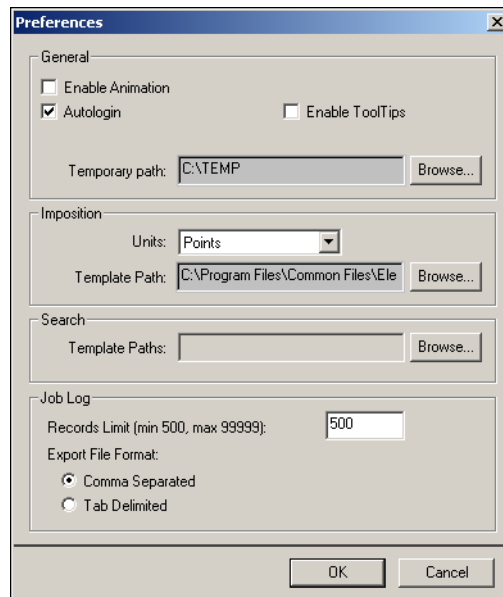 Preferences
General
Enable Animation
Autologin
Enable ToolTips
Temporary path: C:\TEMP Browse...
Imposition
Units: Points
Template Path: C:\Program Files\Common Files\Ele Browse...
Search
Template Paths: Browse...
Job Log
Records Limit (min 500, max 99999): 500
Export File Format:
Comma Separated
Tab Delimited
OK Cancel